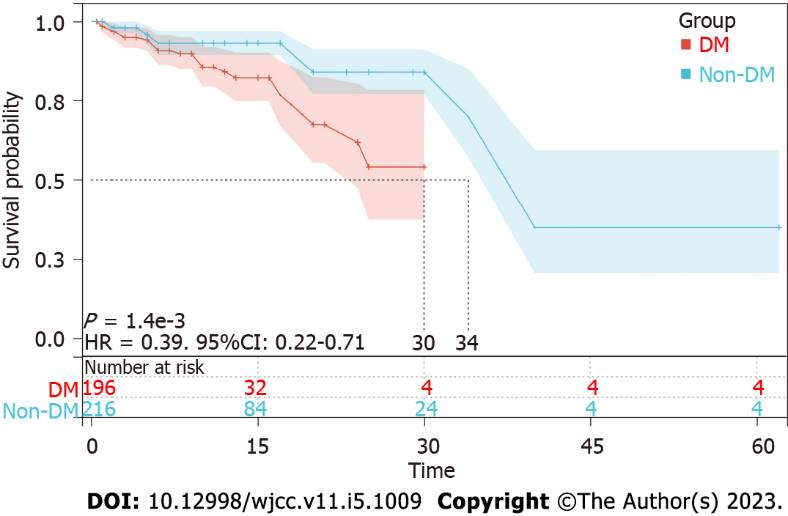 Group
DM
Non-DM
Survival probability
1.0
0.8
0.5
0.3
0.0
P = 1.4e-3
HR = 0.39. 95%CI: 0.22-0.71
30 34
Number at risk
DM 196 32 4 4 4
Non-DM 216 84 24 4 4
0 15 30 45 60
Time
DOI: 10.12998/wjcc.v11.i5.1009 Copyright ©The Author(s) 2023.